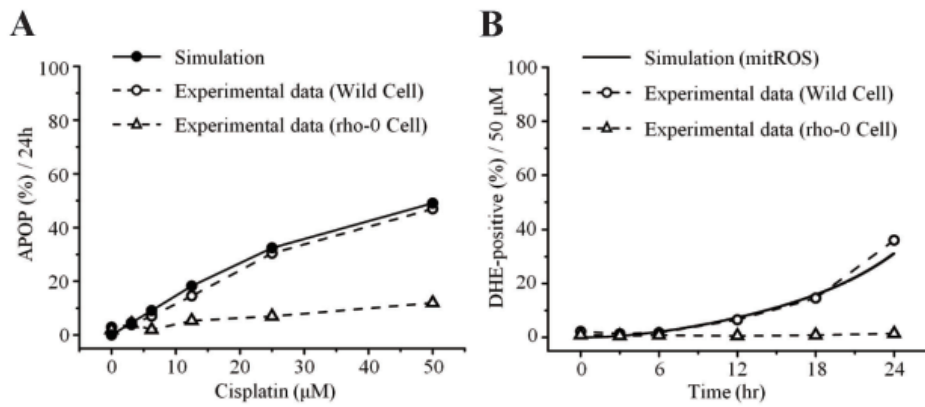 A
Simulation
Experimental data (Wild Cell)
Experimental data (rho-0 Cell)
APOP (%) / 24h
100
80
60
40
20
0
0 10 20 30 40 50
Cisplatin (μM)
B
Simulation (mitROS)
Experimental data (Wild Cell)
Experimental data (rho-0 Cell)
DHE-positive (%) / 50 μM
100
80
60
40
20
0
0 6 12 18 24
Time (hr)